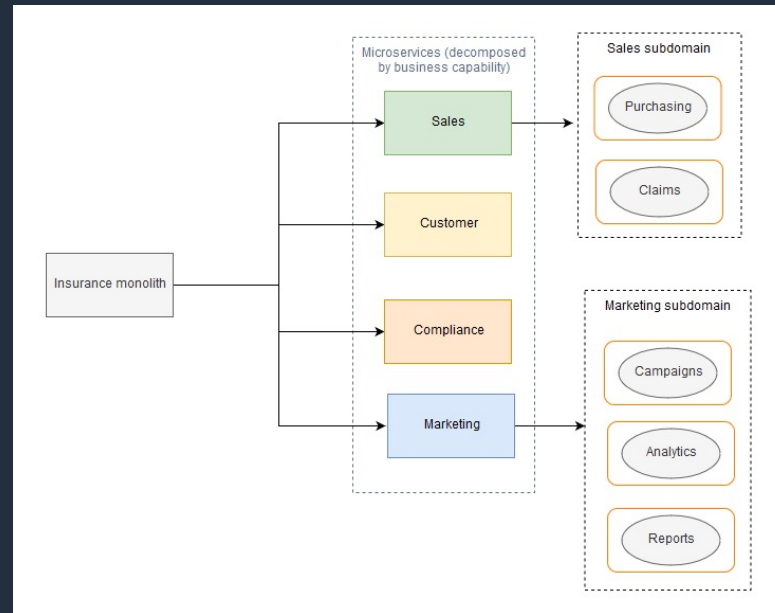 Microservices (decomposed
by business capability)
Sales subdomain
Sales
Purchasing
Claims
Customer
Insurance monolith
Compliance
Marketing
Marketing subdomain
Campaigns
Analytics
Reports